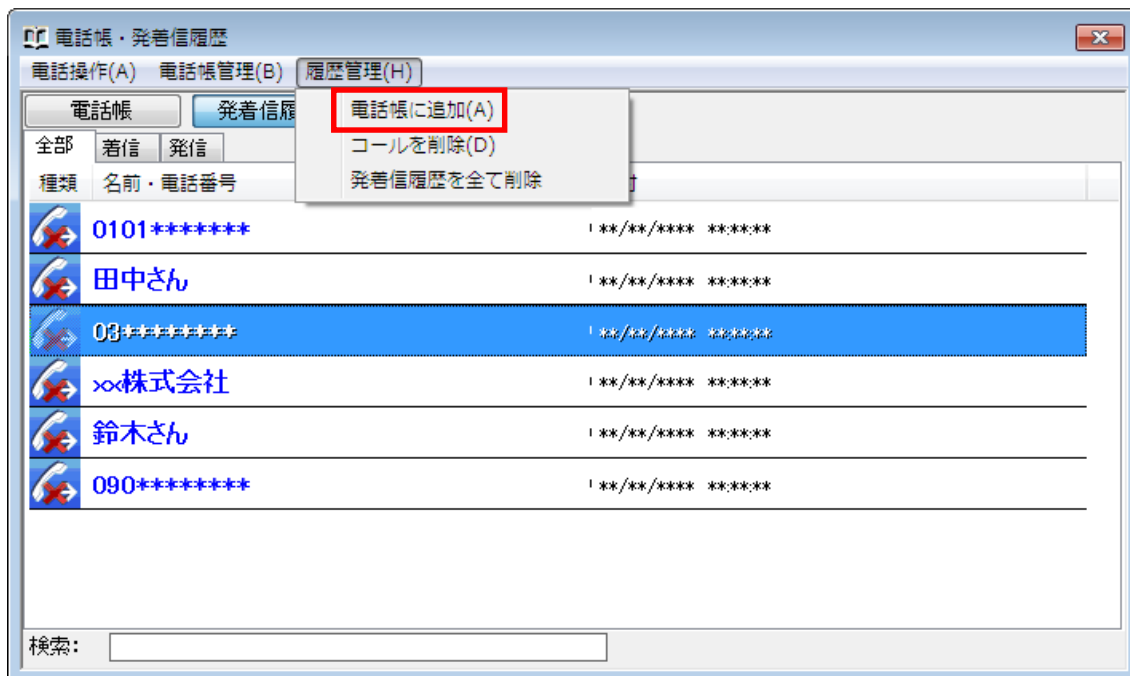 電話帳・発着信履歴
電話操作(A) 電話帳管理(B) 履歴管理(H)
電話帳 発着信履
電話帳に追加(A)
コールを削除(D)
発着信履歴を全て削除
全部 着信 発信
種類 名前・電話番号
0101******* **/**/**** **:**:**
田中さん **/**/**** **:**:**
03******** **/**/**** **:**:**
xx株式会社 **/**/**** **:**:**
鈴木さん **/**/**** **:**:**
090******** **/**/**** **:**:**
検索: